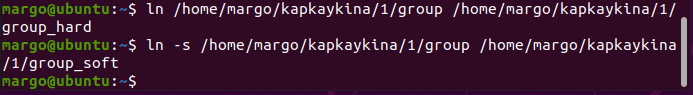 margo@ubuntu:~$ ln /home/margo/kapkaykina/1/group /home/margo/kapkaykina/1/
group_hard
margo@ubuntu:~$ ln -s /home/margo/kapkaykina/1/group /home/margo/kapkaykina
/1/group_soft
margo@ubuntu:~$